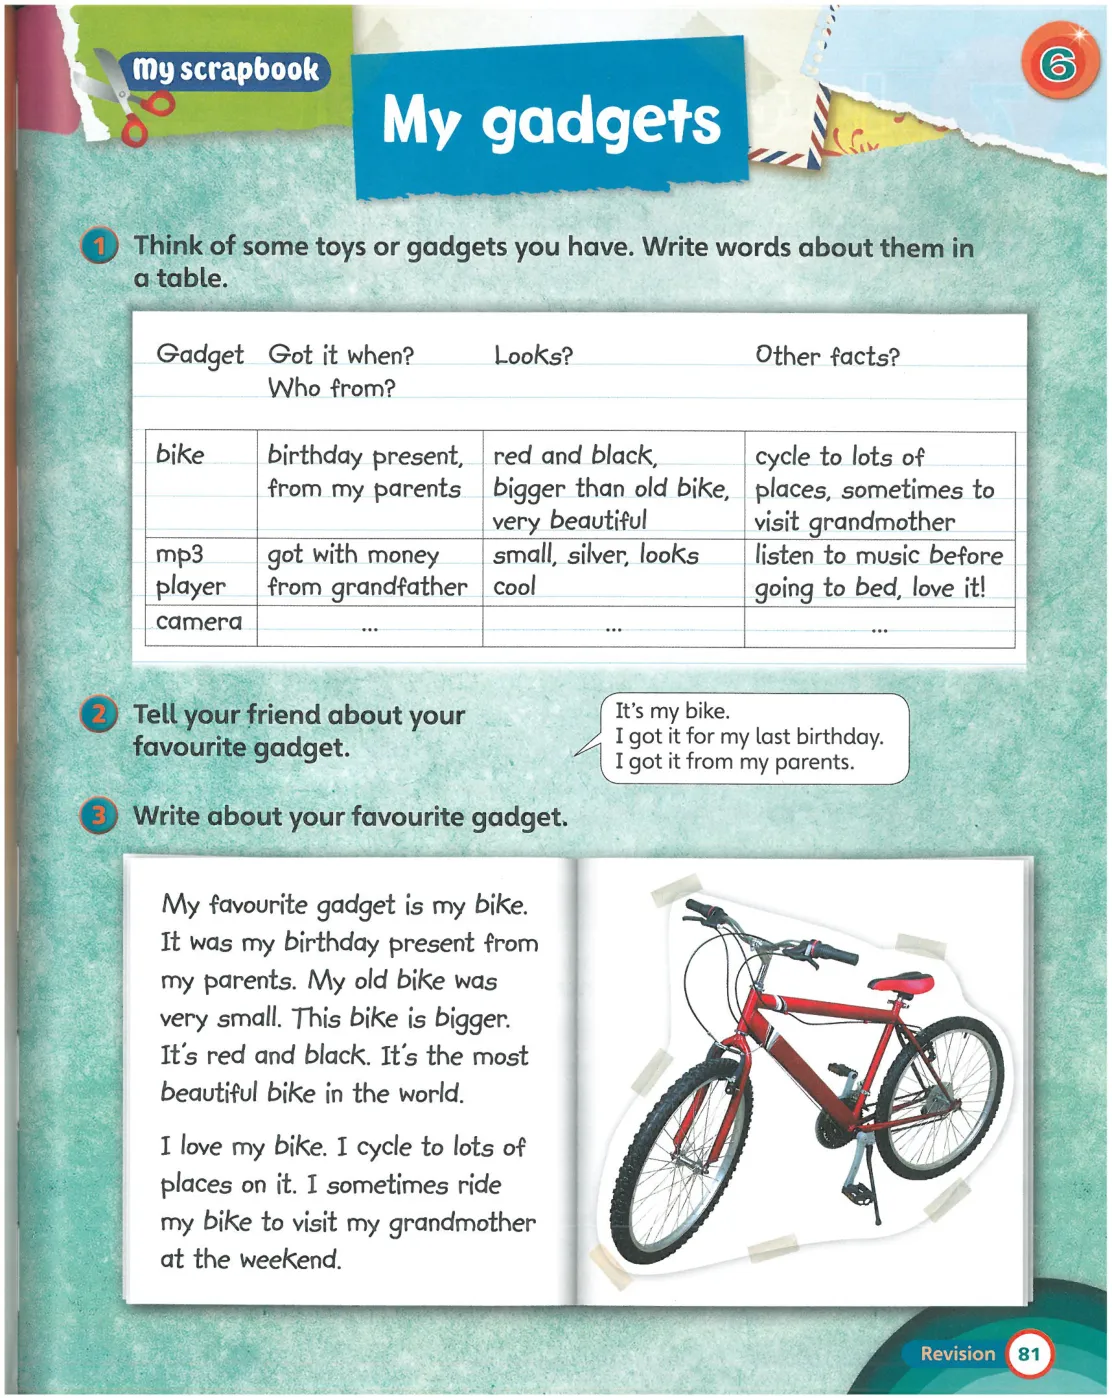 My scrapbook
My gadgets
6
1 Think of some toys or gadgets you have. Write words about them in
a table.
Gadget Got it when? Looks? Other facts?
Who from?
bike birthday present, red and black, cycle to lots of
from my parents bigger than old bike, places, sometimes to
very beautiful visit grandmother
mp3 got with money small, silver, looks listen to music before
player from grandfather cool going to bed, love it!
camera ... ... ...
2 Tell your friend about your
favourite gadget.
It's my bike.
I got it for my last birthday.
I got it from my parents.
3 Write about your favourite gadget.
My favourite gadget is my bike.
It was my birthday present from
my parents. My old bike was
very small. This bike is bigger.
It's red and black. It's the most
beautiful bike in the world.
I love my bike. I cycle to lots of
places on it. I sometimes ride
my bike to visit my grandmother
at the weekend.
Revision 81